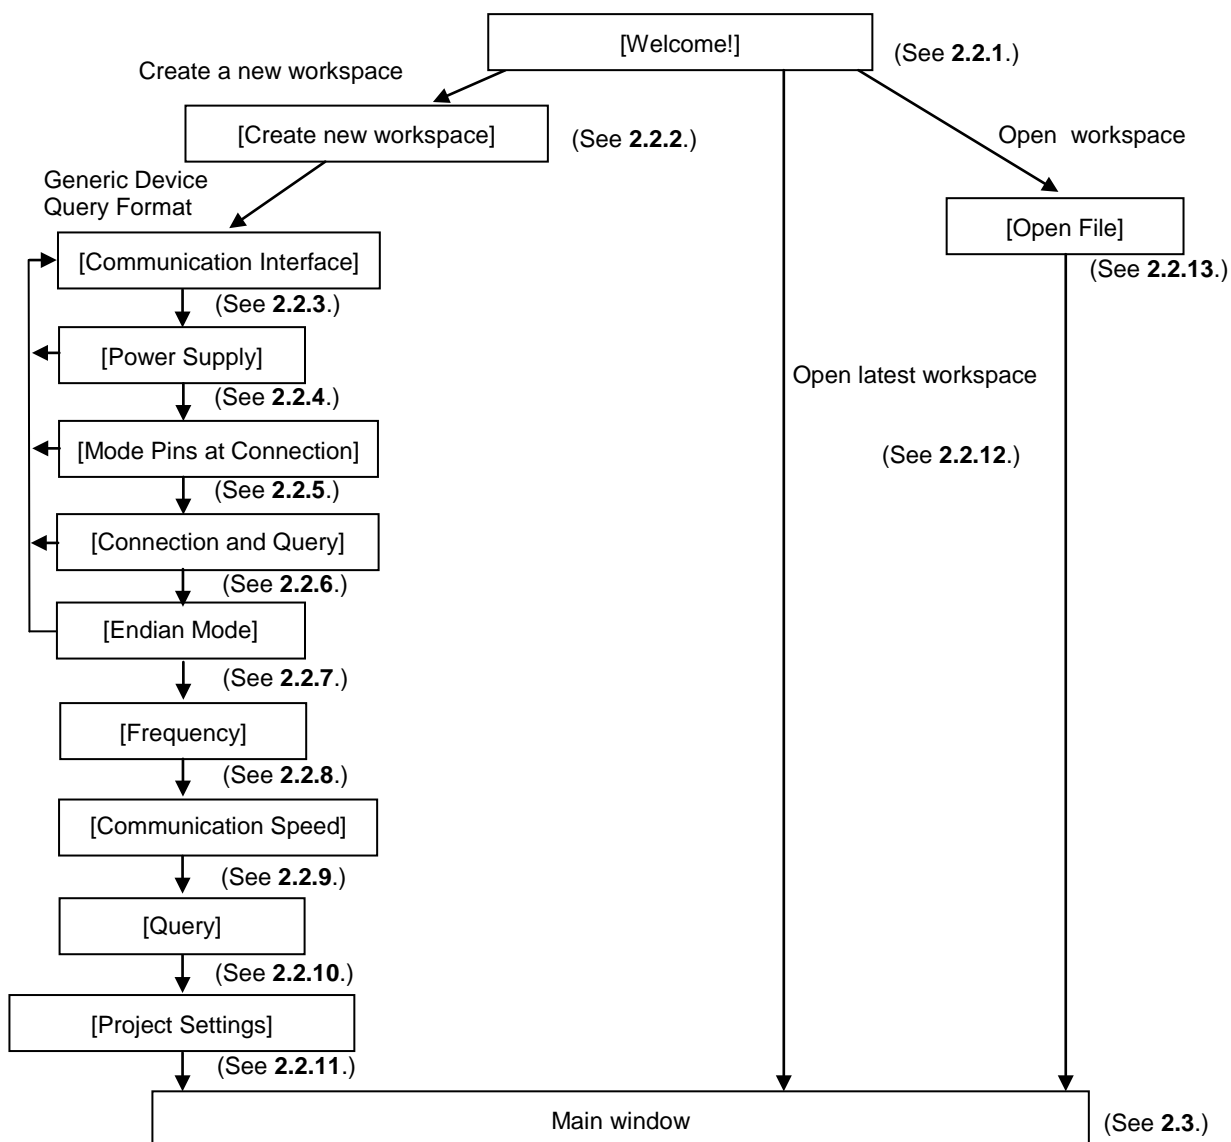 [Welcome!]
(See 2.2.1.)
Create a new workspace
[Create new workspace]
(See 2.2.2.)
Open workspace
Generic Device
Query Format
[Open File]
(See 2.2.13.)
[Communication Interface]
(See 2.2.3.)
[Power Supply]
(See 2.2.4.)
Open latest workspace
(See 2.2.12.)
[Mode Pins at Connection]
(See 2.2.5.)
[Connection and Query]
(See 2.2.6.)
[Endian Mode]
(See 2.2.7.)
[Frequency]
(See 2.2.8.)
[Communication Speed]
(See 2.2.9.)
[Query]
(See 2.2.10.)
[Project Settings]
(See 2.2.11.)
Main window
(See 2.3.)